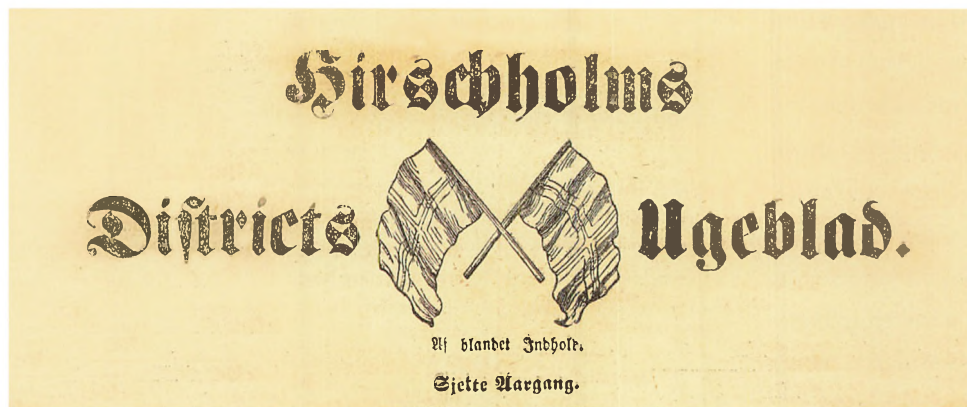 Hirschholms
Districts Ugeblad.
Af blandet Indhold.
Sjette Aargang.